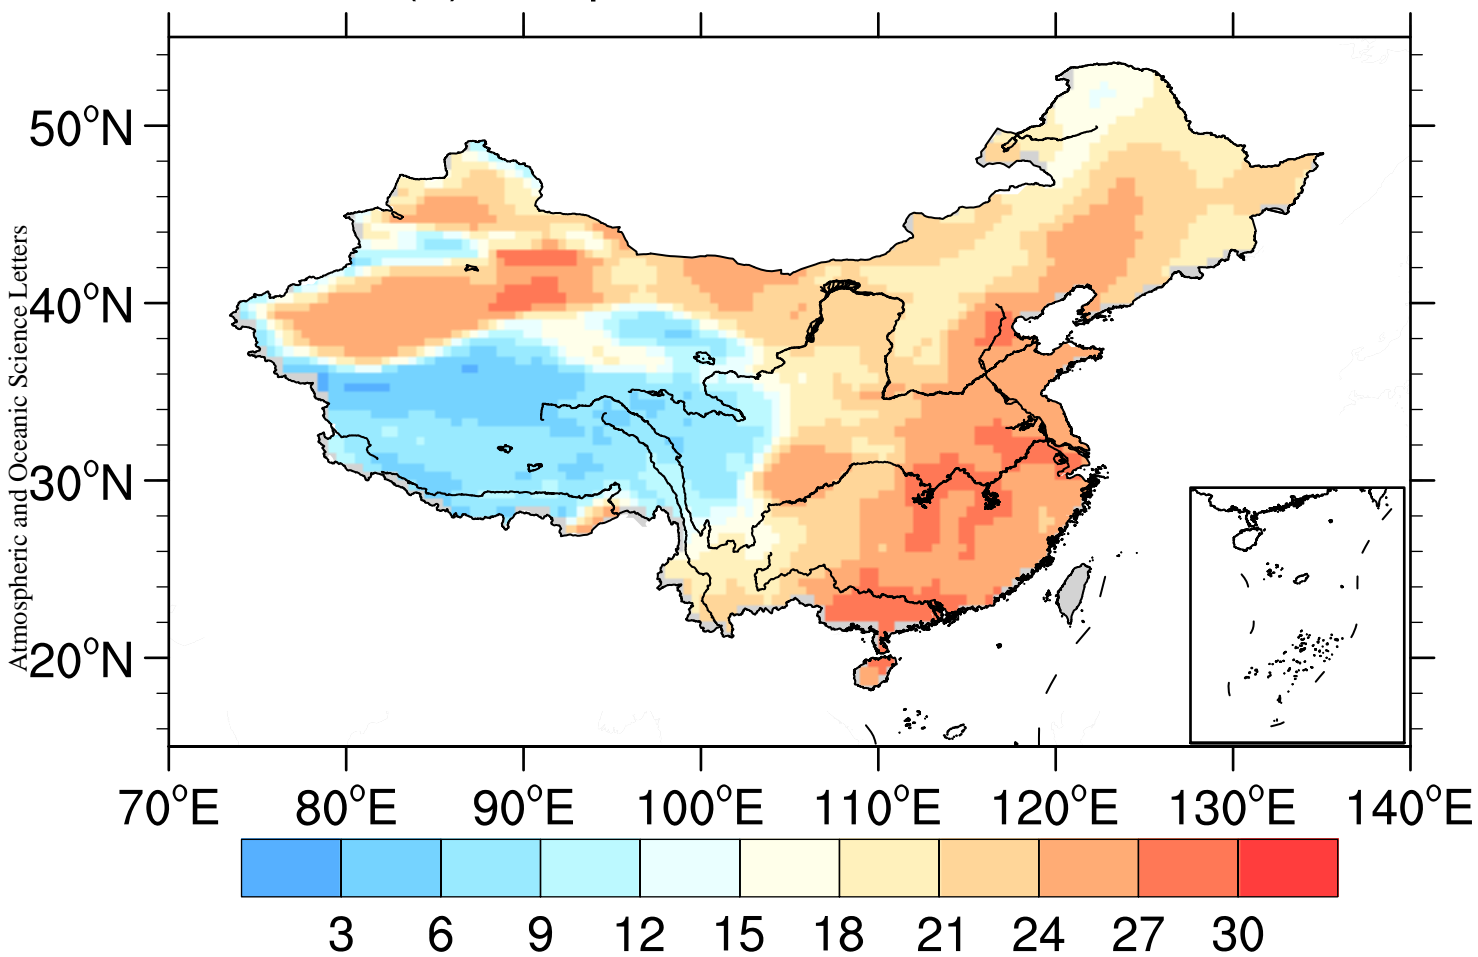 50°N
40°N
30°N
20°N
Atmospheric and Oceanic Science Letters
70°E 80°E 90°E 100°E 110°E 120°E 130°E 140°E
3 6 9 12 15 18 21 24 27 30